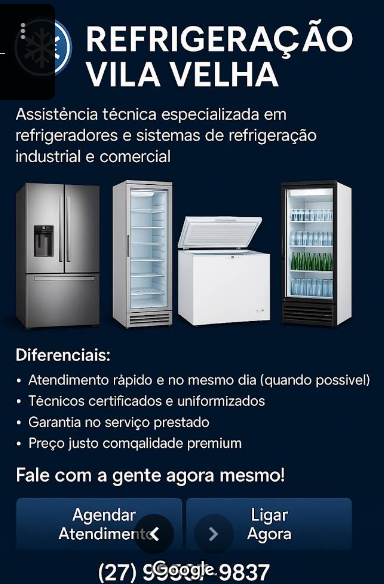 REFRIGERAÇÃO
VILA VELHA
Assistência técnica especializada em
refrigeradores e sistemas de refrigeração
industrial e comercial
Diferenciais:
• Atendimento ràpido e no mesmo dia (quando possivel)
• Técnicos certificados e uniformizados
• Garantia no serviço prestado
• Preço justo comqalidade premium
Fale com a gente agora mesmo!
Agendar
Atendimento
Ligar
Agora
(27) 9837
Google